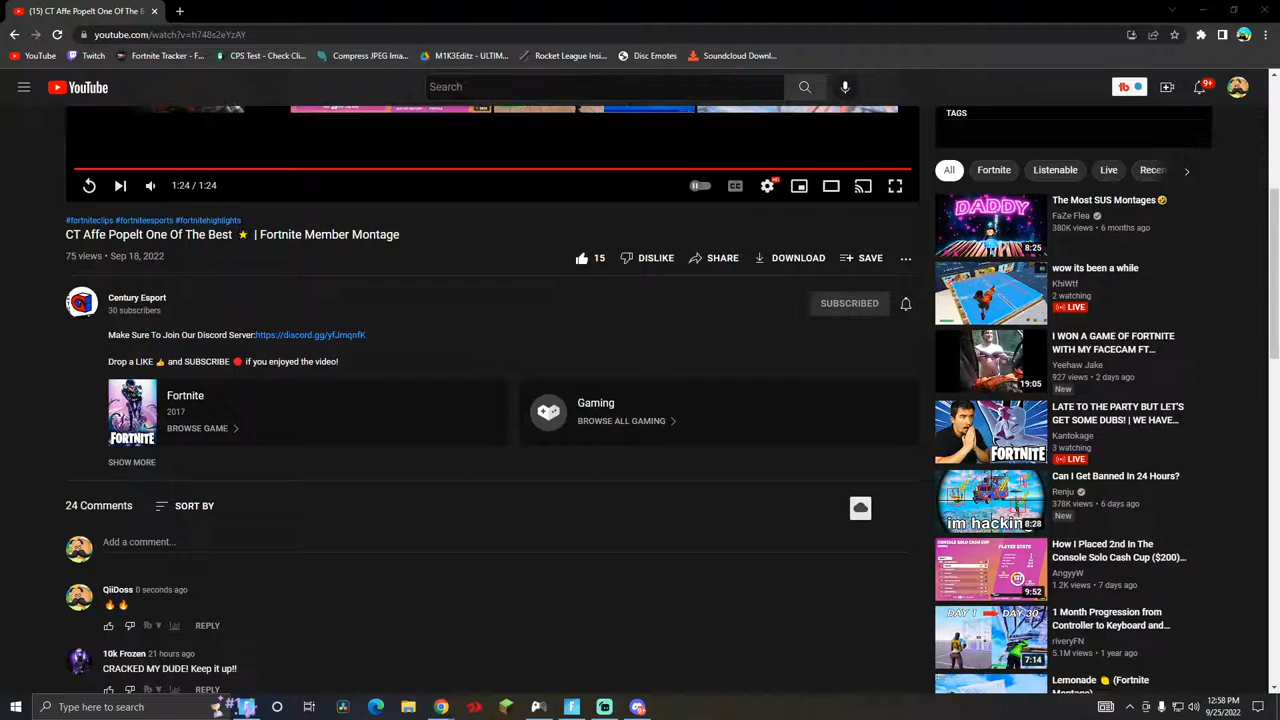 (15) CT Affe Popelt One Of The B
youtube.com/watch?v=h748s2eYzAY
YouTube Twitch Fortnite Tracker - F... CPS Test - Check Cli... Compress JPEG Ima... M1K3Editz - ULTIM... Rocket League Insi... Disc Emotes Soundcloud Downl...
YouTube
Search
9+
TAGS
All Fortnite Listenable Live Recen
1:24 / 1:24
CC HD
#fortniteclips #fortniteesports #fortnitehighlights
CT Affe Popelt One Of The Best ⭐ | Fortnite Member Montage
75 views • Sep 18, 2022
15 DISLIKE SHARE DOWNLOAD SAVE
Century Esport
30 subscribers
SUBSCRIBED
Make Sure To Join Our Discord Server:https://discord.gg/yfJmqnfK
Drop a LIKE 👍 and SUBSCRIBE 🔴 if you enjoyed the video!
FORTNITE
Fortnite
2017
BROWSE GAME
Gaming
BROWSE ALL GAMING
SHOW MORE
24 Comments SORT BY
Add a comment...
QiiDoss 0 seconds ago
🔥🔥
REPLY
10k Frozen 21 hours ago
CRACKED MY DUDE! Keep it up!!
REPLY
DADDY
8:25
The Most SUS Montages🤣
FaZe Flea
380K views • 6 months ago
wow its been a while
KhiWtf
2 watching
LIVE
19:05
I WON A GAME OF FORTNITE
WITH MY FACECAM FT...
Yeehaw Jake
927 views • 2 days ago
New
FORTNITE
LATE TO THE PARTY BUT LET'S
GET SOME DUBS! | WE HAVE...
Kantokage
3 watching
LIVE
im hackin
8:28
Can I Get Banned In 24 Hours?
Renju
378K views • 6 days ago
New
PLAYER STATS
9:52
How I Placed 2nd In The
Console Solo Cash Cup ($200)...
AngyyW
1.2K views • 7 days ago
DAY 1 DAY 30
7:14
1 Month Progression from
Controller to Keyboard and...
riveryFN
5.1M views • 1 year ago
Lemonade 🍋 (Fortnite
Montage)
Type here to search
12:58 PM
9/25/2022